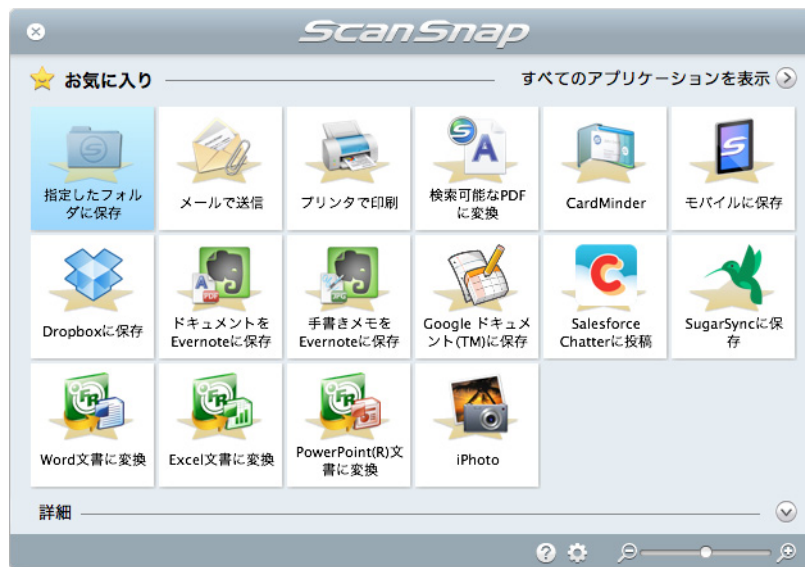 ScanSnap
お気に入り
すべてのアプリケーションを表示
指定したフォル
ダに保存
メールで送信
プリンタで印刷
検索可能なPDF
に変換
CardMinder
モバイルに保存
Dropboxに保存
ドキュメントを
Evernoteに保存
手書きメモを
Evernoteに保存
Google ドキュメ
ント(TM)に保存
Salesforce
Chatterに投稿
SugarSyncに保
存
Word文書に変換
Excel文書に変換
PowerPoint(R)文
書に変換
iPhoto
詳細